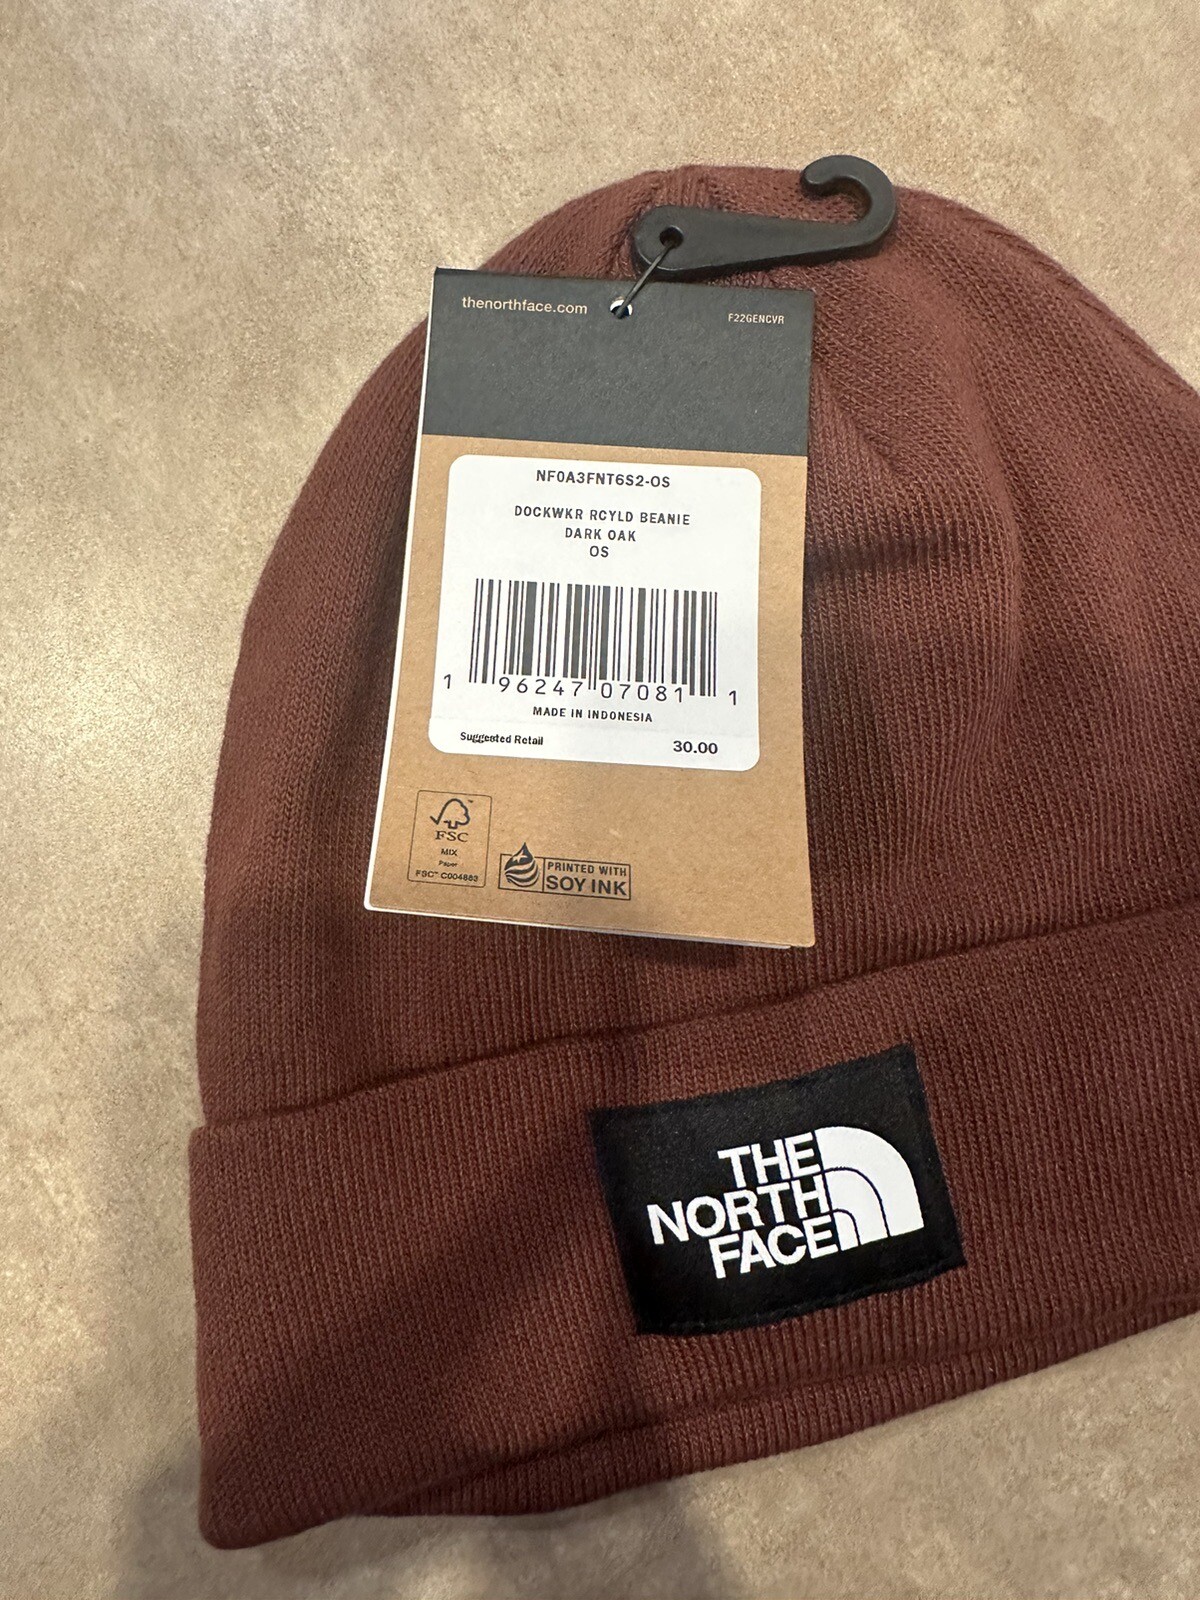 thenorthface.com
F22GENCVR
NF0A3FNT6S2-OS
DOCKWKR RCYLD BEANIE
DARK OAK
OS
1 96247 07081 1
MADE IN INDONESIA
Suggested Retail 30.00
FSC
MIX
Paper
FSC™ C004883
PRINTED WITH
SOY INK
THE
NORTH
FACE